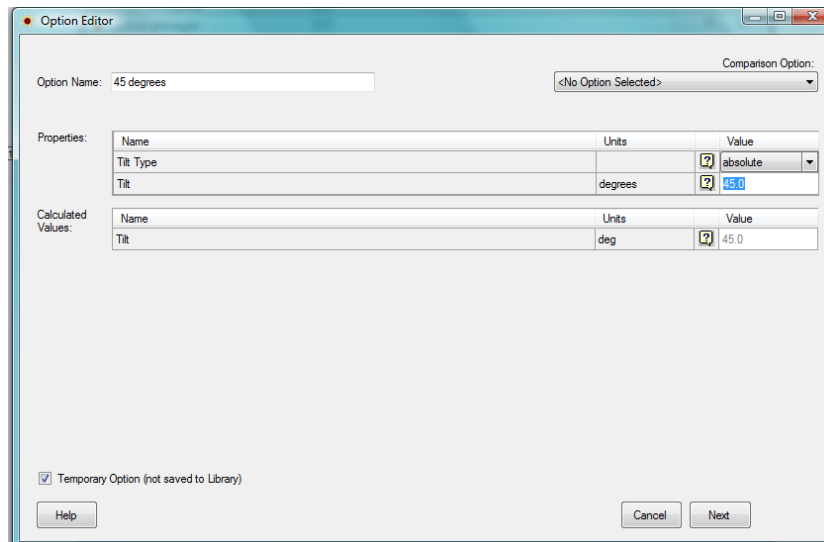 Option Editor
Comparison Option:
Option Name: 45 degrees <No Option Selected>
Properties: Name Units Value
Tilt Type ? absolute
Tilt degrees ? 45.0
Calculated Values: Name Units Value
Tilt deg ? 45.0
Temporary Option (not saved to Library)
Help Cancel Next